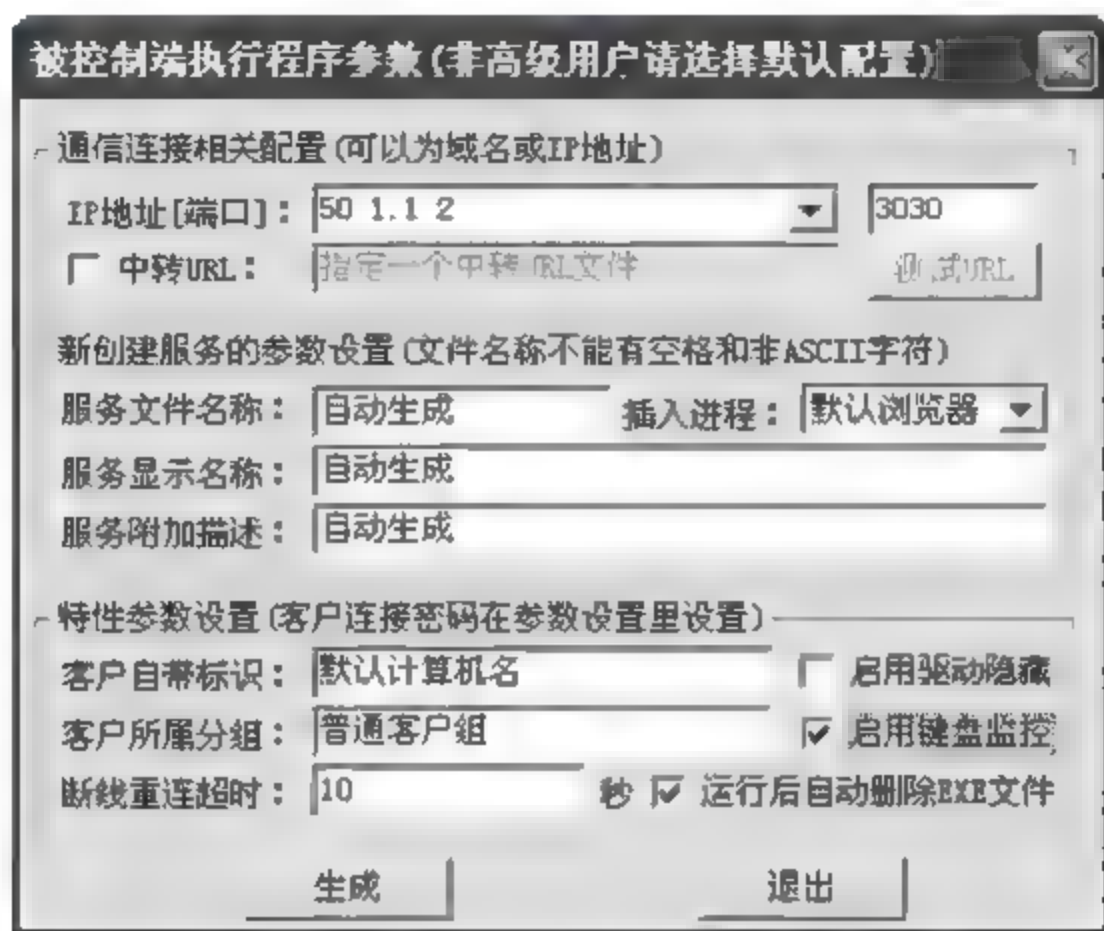 被控制端执行程序参数(非高级用户请选择默认配置)
通信连接相关配置(可以为域名或IP地址)
IP地址[端口]: 50 1.1 2 3030
中转URL: 指定一个中转URL文件 测试URL
新创建服务的参数设置(文件名称不能有空格和非ASCII字符)
服务文件名称: 自动生成 插入进程: 默认浏览器
服务显示名称: 自动生成
服务附加描述: 自动生成
特性参数设置(客户连接密码在参数设置里设置)
客户自带标识: 默认计算机名 启用驱动隐藏
客户所属分组: 普通客户组 启用键盘监控
断线重连超时: 10 秒 运行后自动删除EXE文件
生成 退出